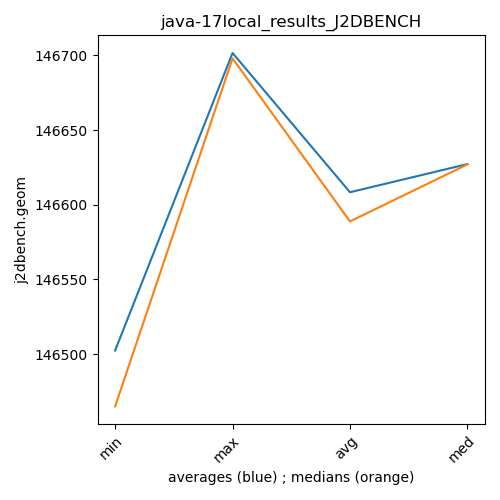 java-17local_results_J2DBENCH
146700
146650
146600
146550
146500
j2dbench.geom
min
max
avg
med
averages (blue) ; medians (orange)